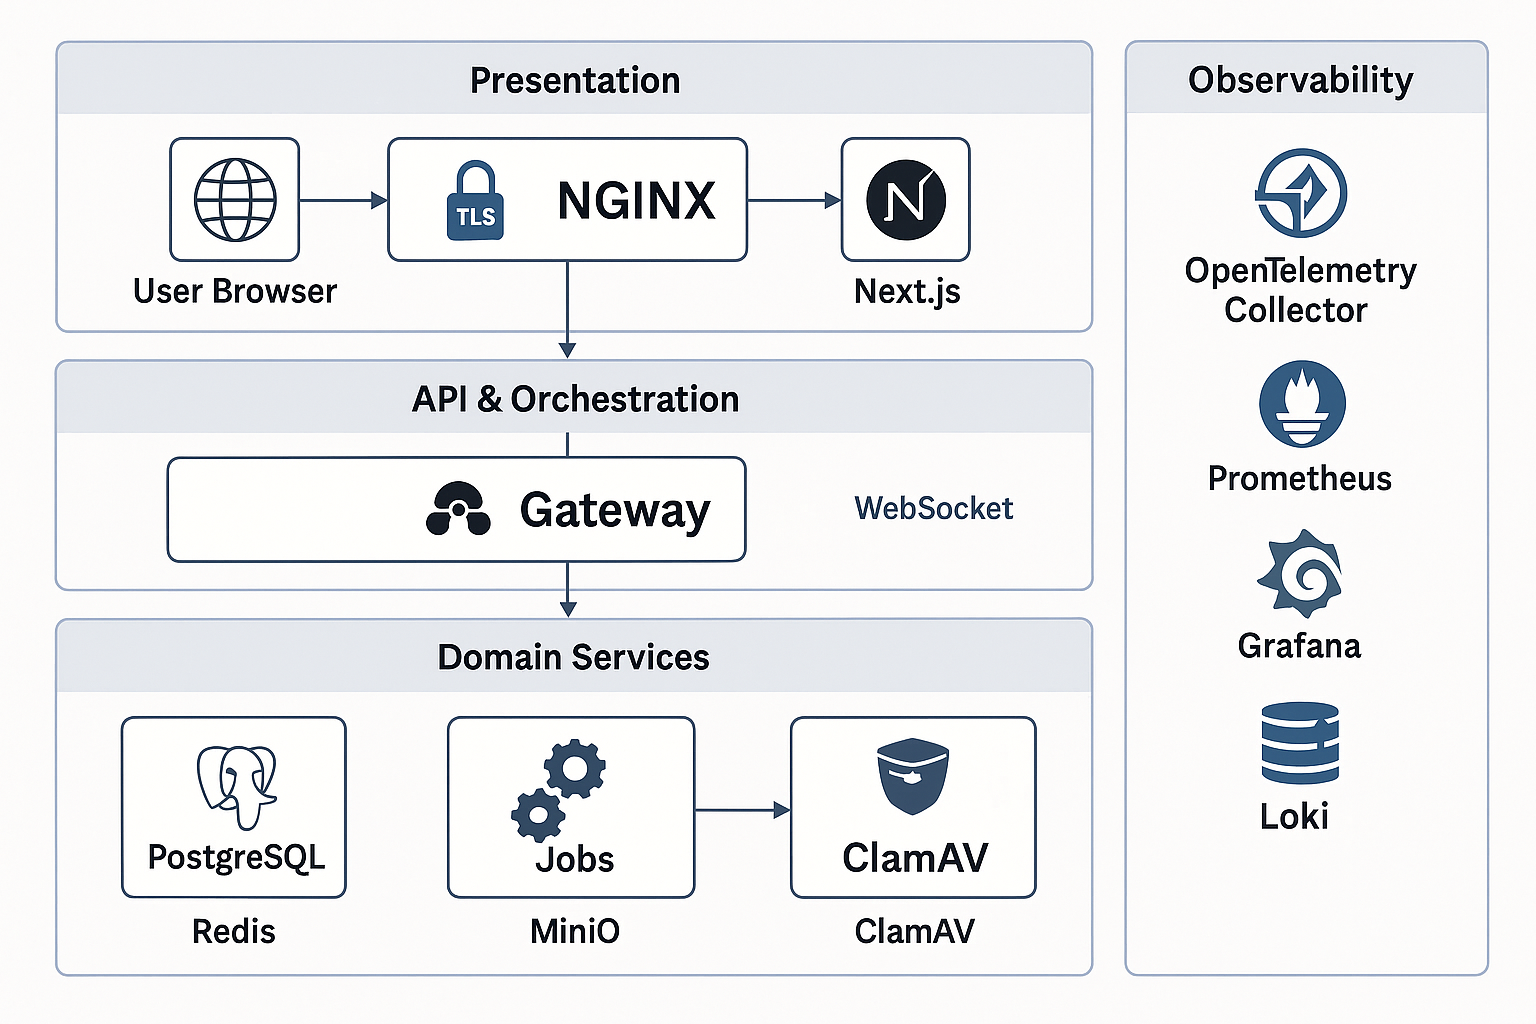 Presentation
TLS
NGINX
User Browser
Next.js
API & Orchestration
Gateway
WebSocket
Domain Services
PostgreSQL
Jobs
ClamAV
Redis
MiniO
ClamAV
Observability
OpenTelemetry
Collector
Prometheus
Grafana
Loki